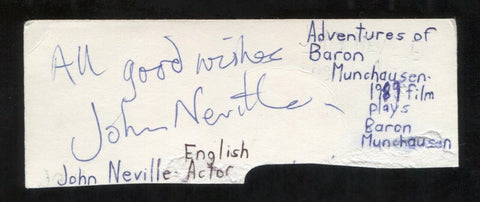 All good wishes
John Neville
English
John Neville Actor
Adventures of
Baron
Munchausen-
1989 film
plays
Baron
Munchausen